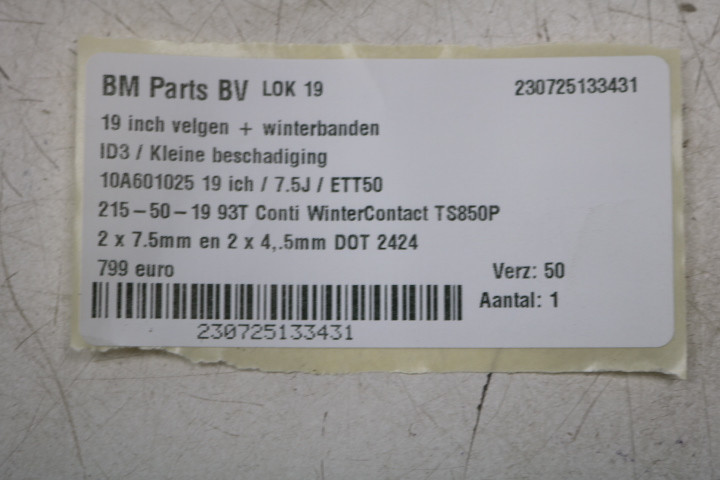 BM Parts BV LOK 19 230725133431
19 inch velgen + winterbanden
ID3 / Kleine beschadiging
10A601025 19 ich / 7.5J / ETT50
215-50-19 93T Conti WinterContact TS850P
2 x 7.5mm en 2 x 4,.5mm DOT 2424
799 euro Verz: 50
Aantal: 1
230725133431